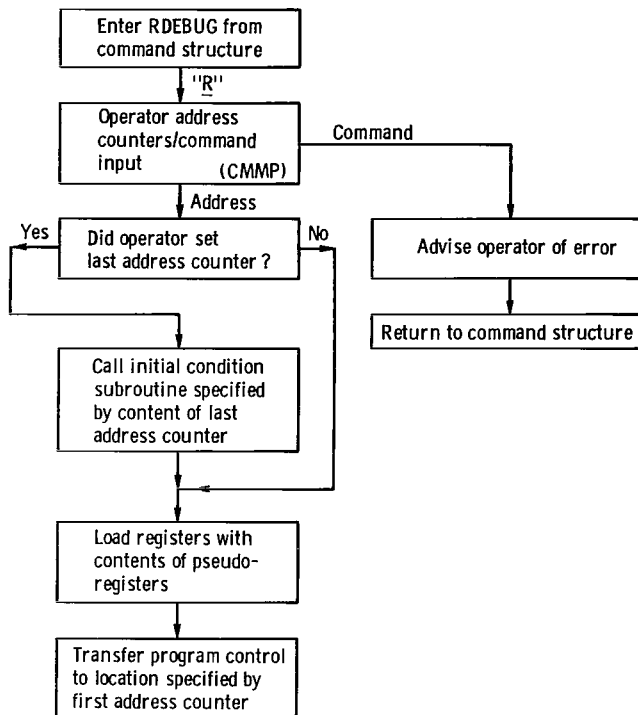 Enter RDEBUG from
command structure
"R"
Operator address
counters/command
input
(CMMP)
Command
Address
Yes
Did operator set
last address counter?
No
Advise operator of error
Return to command structure
Call initial condition
subroutine specified
by content of last
address counter
Load registers with
contents of pseudo-
registers
Transfer program control
to location specified by
first address counter